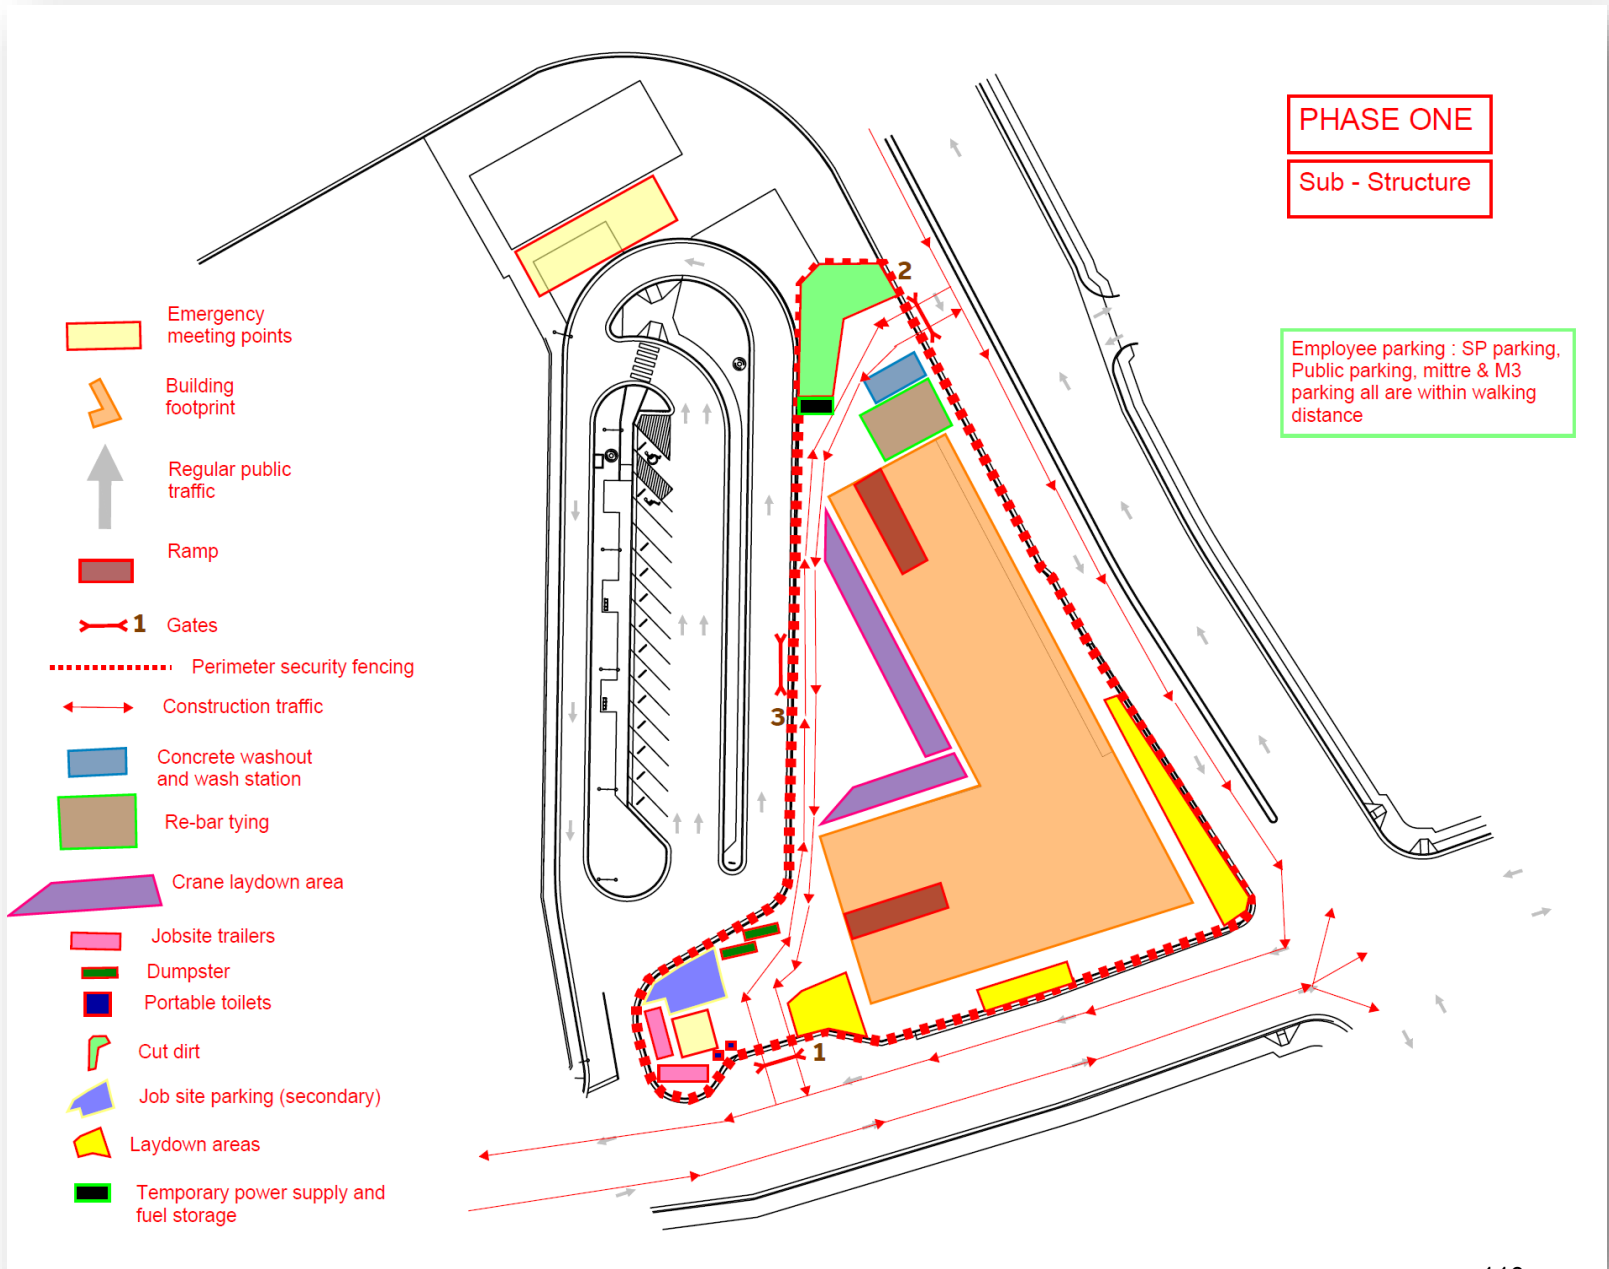 PHASE ONE
Sub - Structure
2
Emergency
meeting points
Employee parking : SP parking,
Public parking, mittre & M3
parking all are within walking
distance
Building
footprint
Regular public
traffic
Ramp
1 Gates
Perimeter security fencing
Construction traffic
3
Concrete washout
and wash station
Re-bar tying
Crane laydown area
Jobsite trailers
Dumpster
Portable toilets
Cut dirt
1
Job site parking (secondary)
Laydown areas
Temporary power supply and
fuel storage